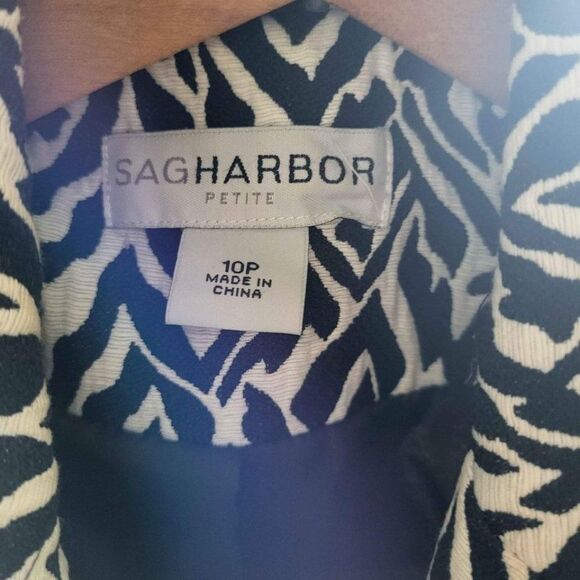 SAGHARBOR
PETITE
10P
MADE IN
CHINA